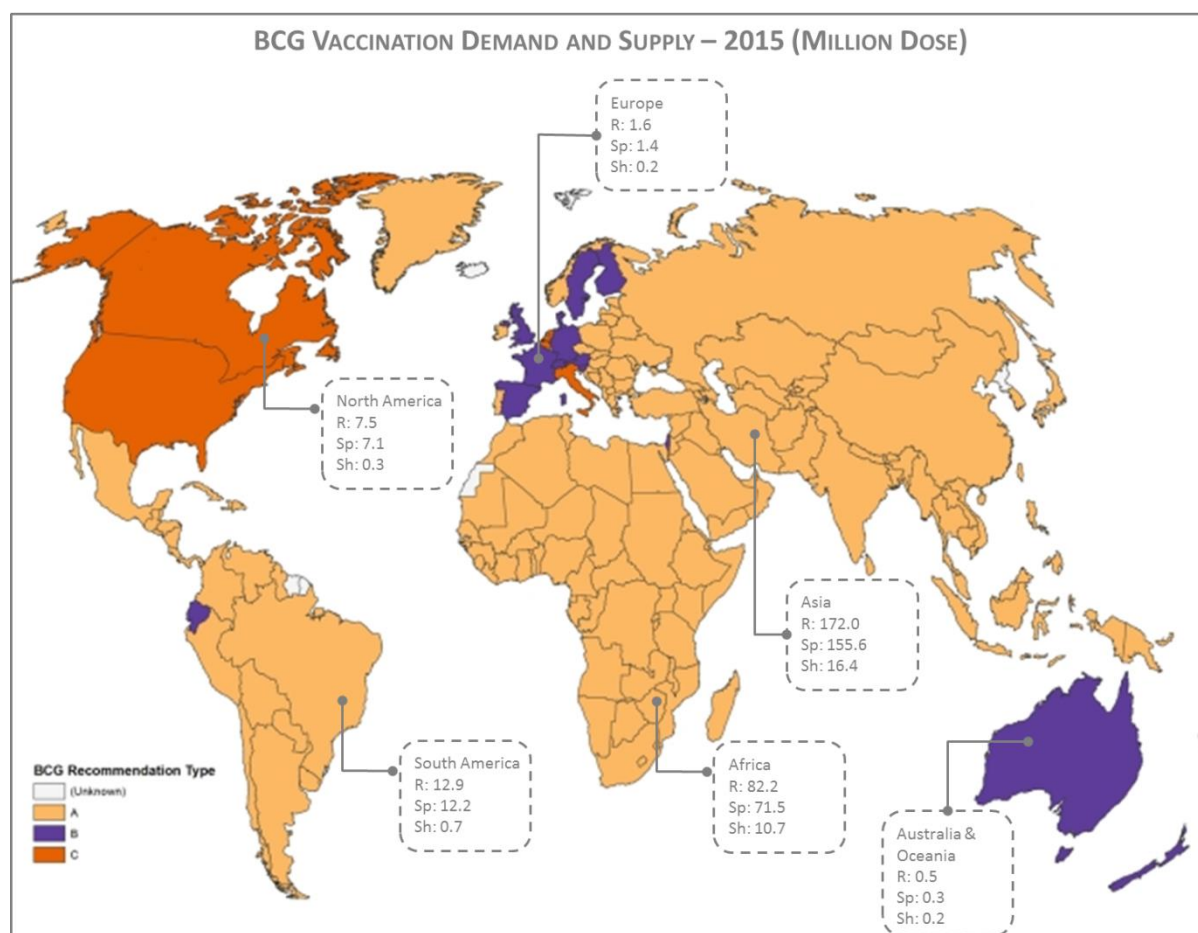 BCG VACCINATION DEMAND AND SUPPLY – 2015 (MILLION DOSE)
Europe
R: 1.6
Sp: 1.4
Sh: 0.2
North America
R: 7.5
Sp: 7.1
Sh: 0.3
Asia
R: 172.0
Sp: 155.6
Sh: 16.4
South America
R: 12.9
Sp: 12.2
Sh: 0.7
Africa
R: 82.2
Sp: 71.5
Sh: 10.7
Australia &
Oceania
R: 0.5
Sp: 0.3
Sh: 0.2
BCG Recommendation Type
(Unknown)
A
B
C